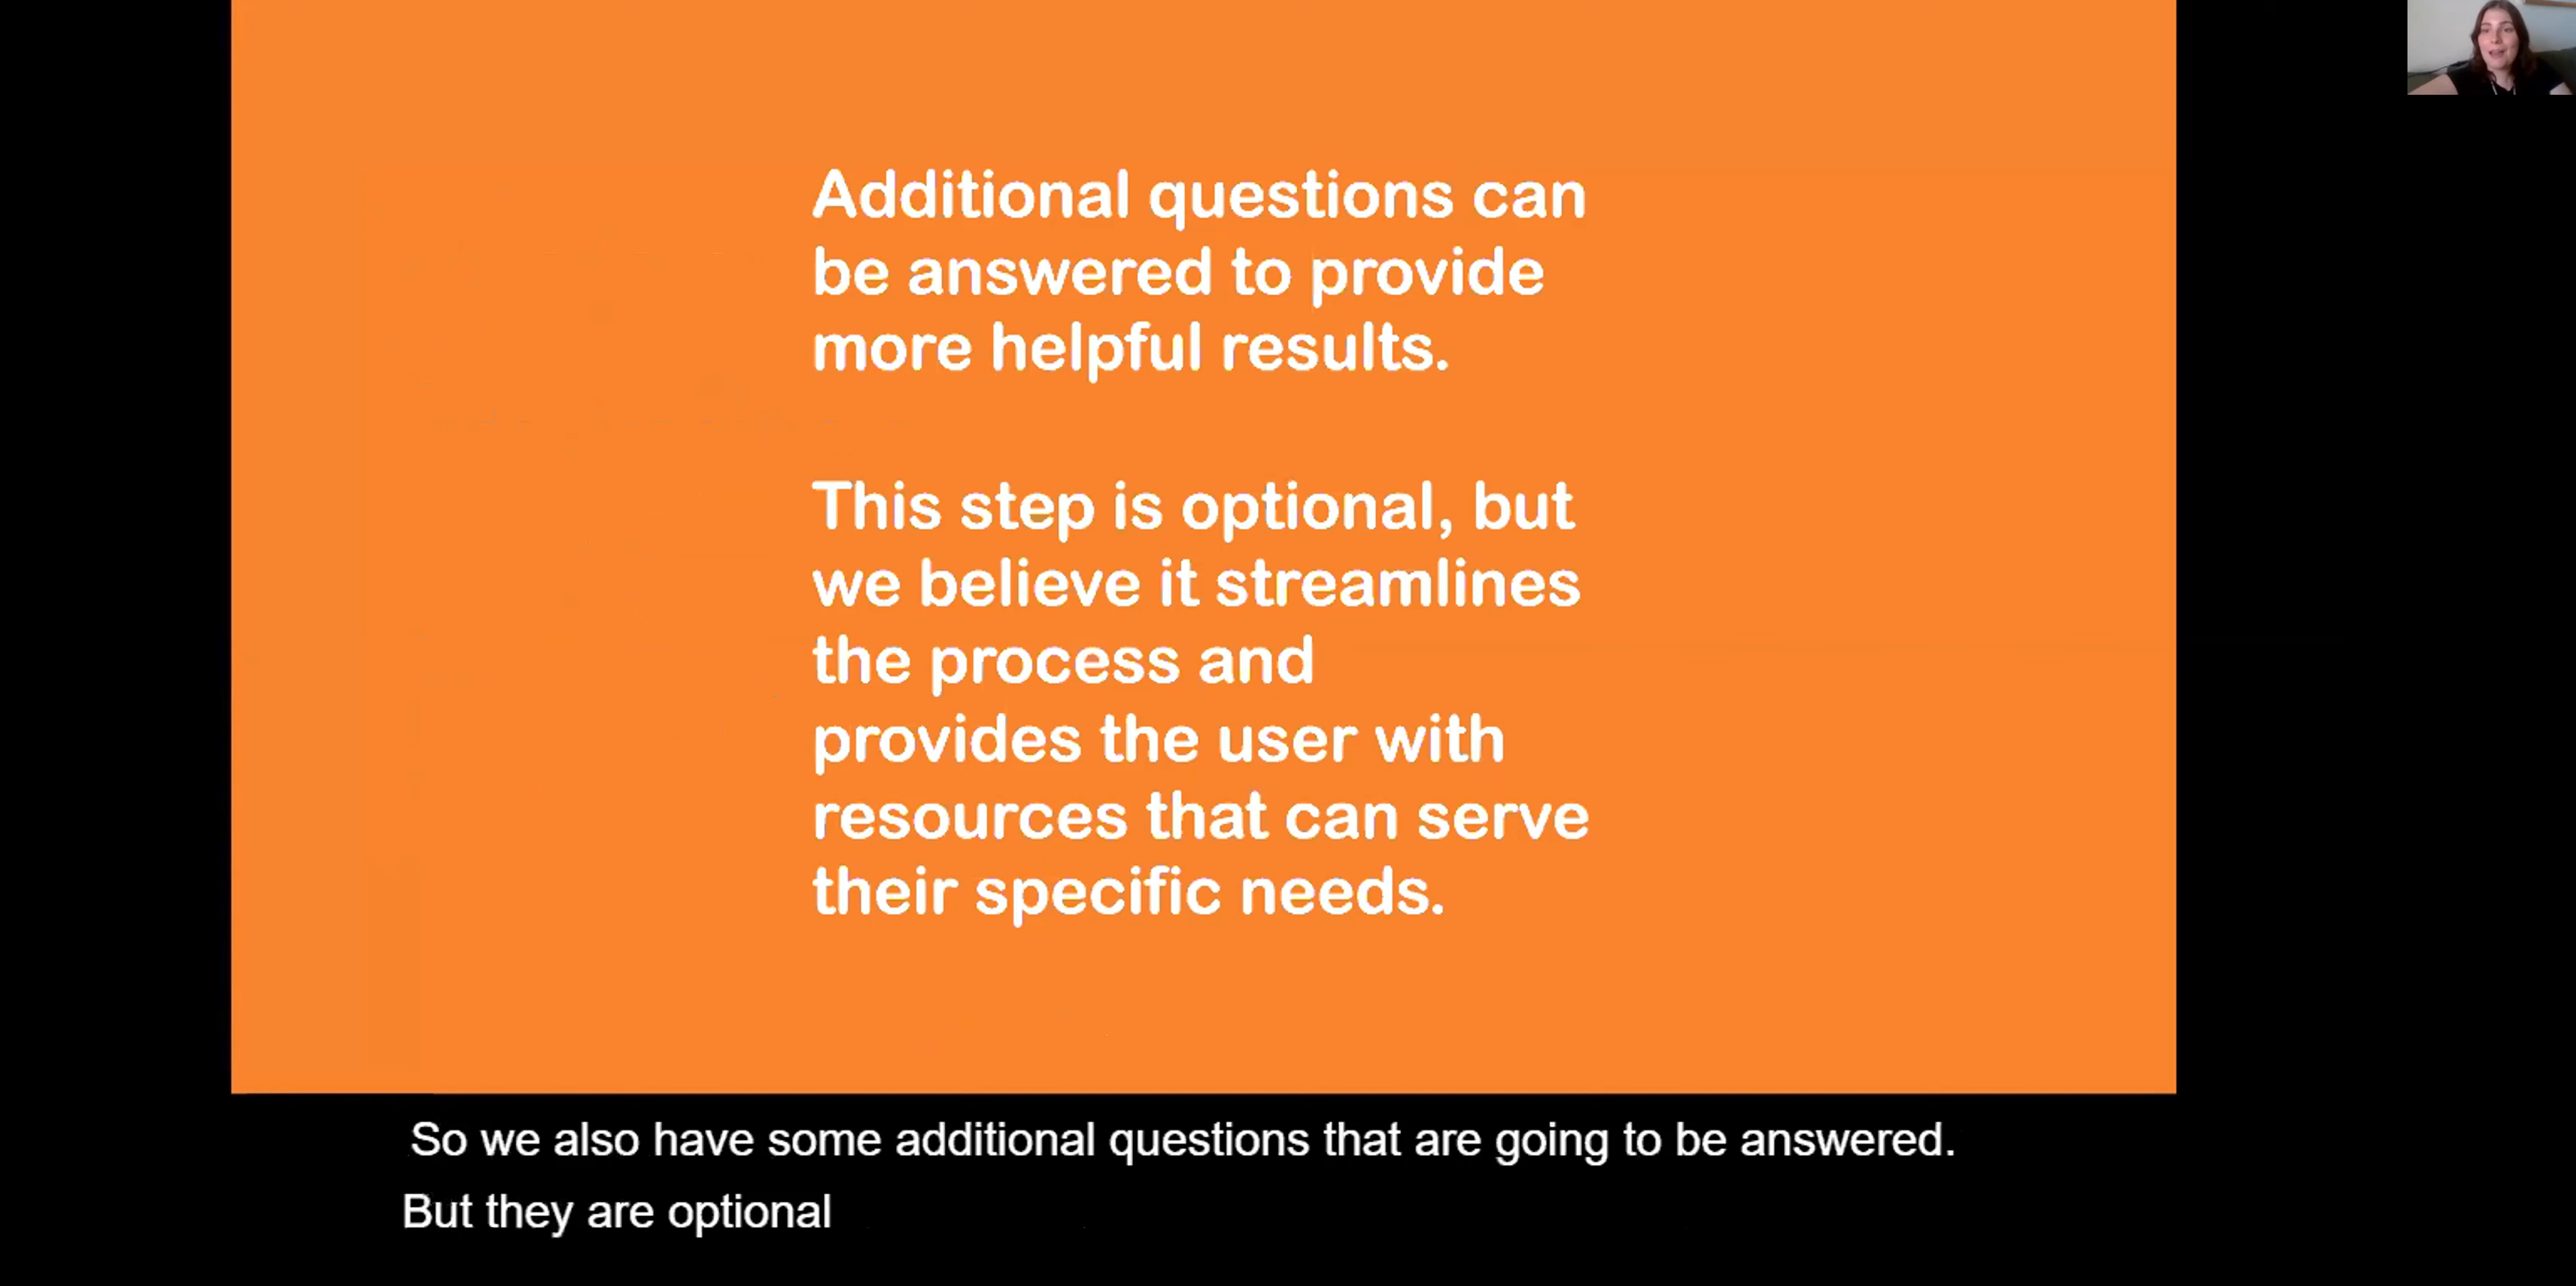 Additional questions can
be answered to provide
more helpful results.
This step is optional, but
we believe it streamlines
the process and
provides the user with
resources that can serve
their specific needs.
So we also have some additional questions that are going to be answered.
But they are optional